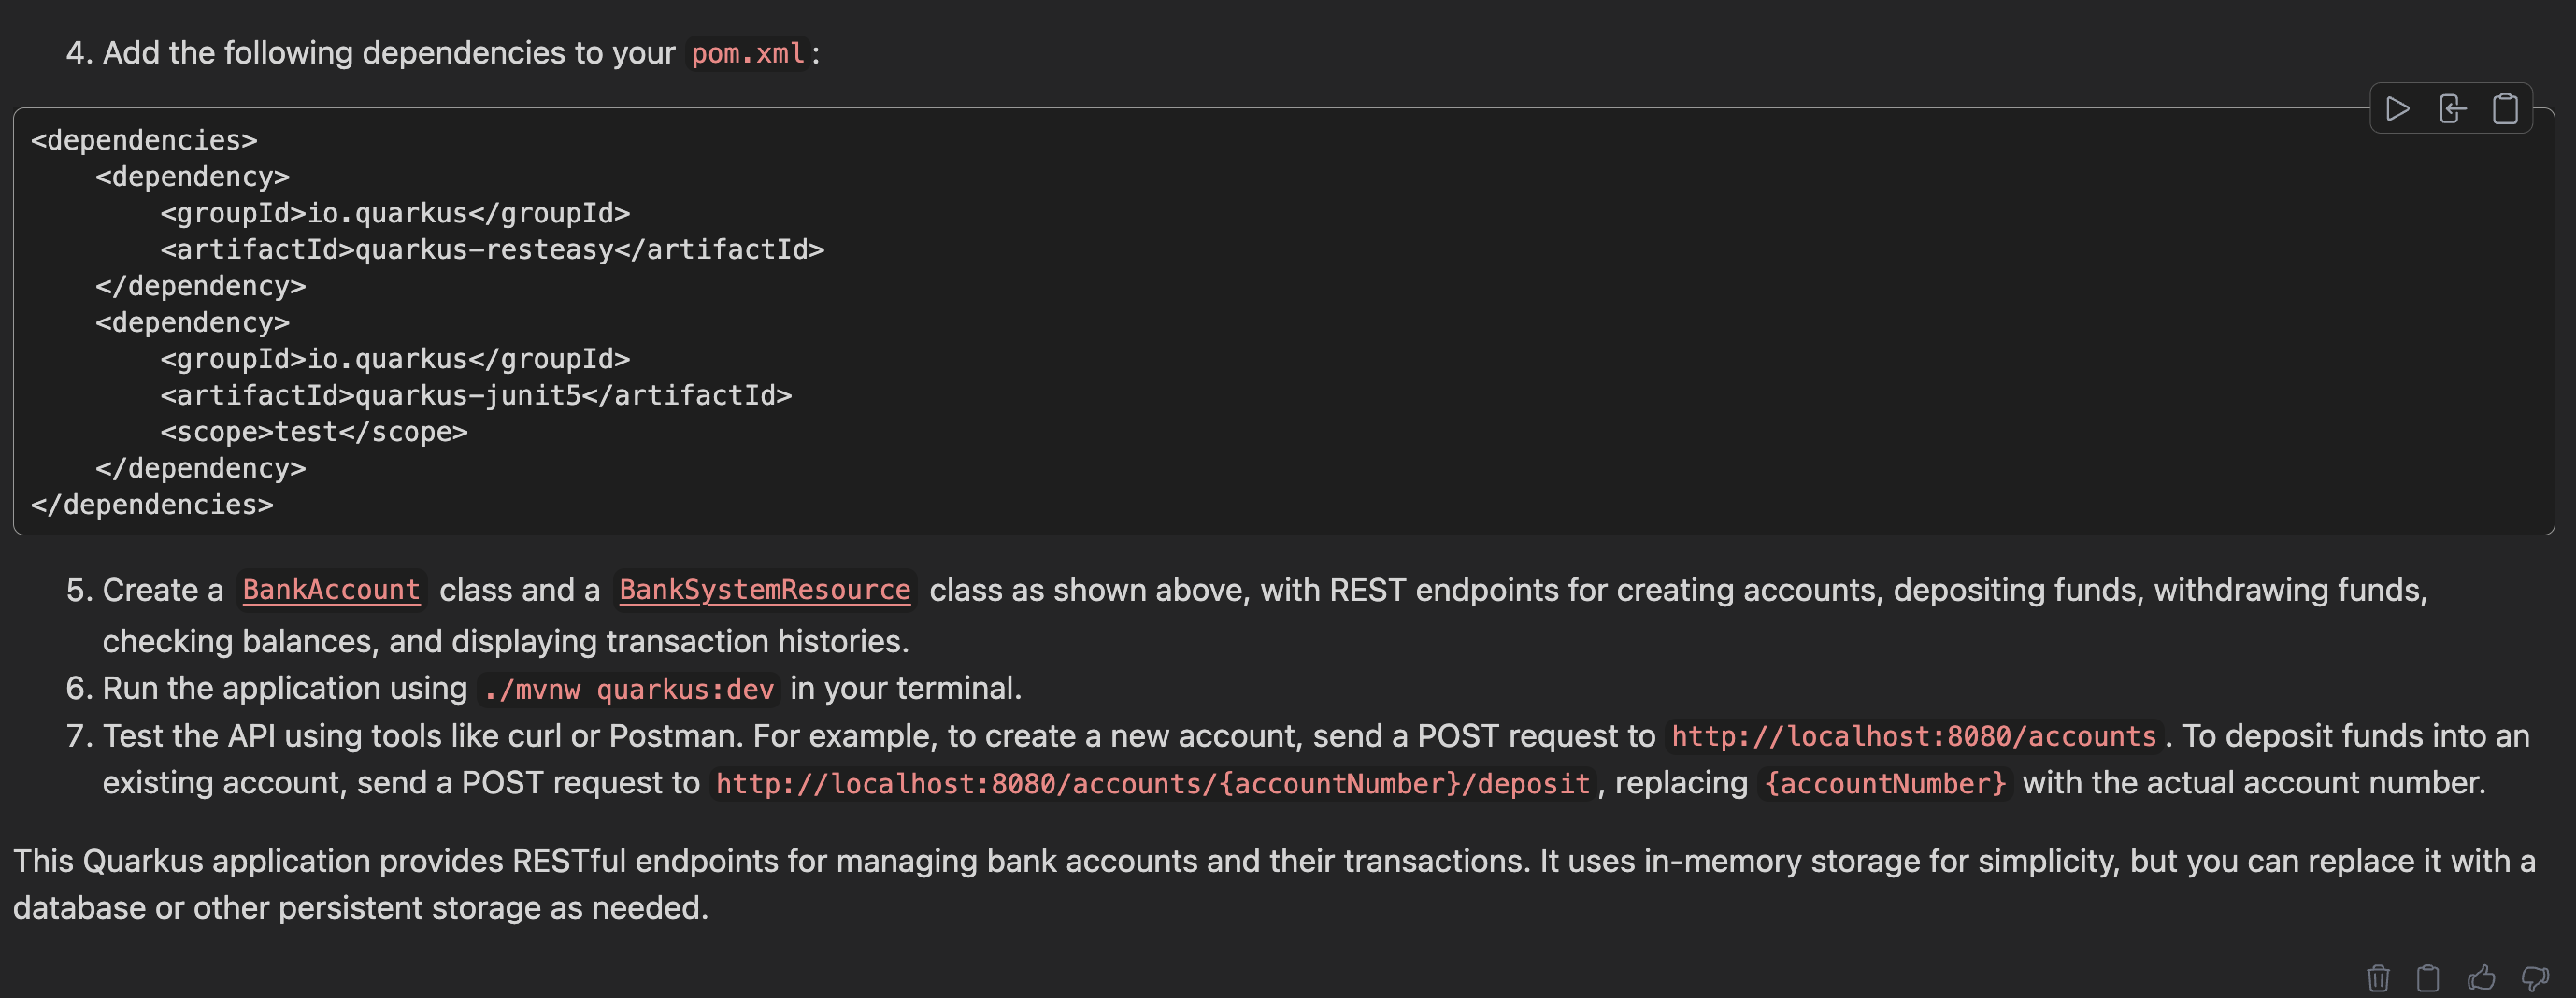 4. Add the following dependencies to your pom.xml:
<dependencies>
    <dependency>
        <groupId>io.quarkus</groupId>
        <artifactId>quarkus-resteasy</artifactId>
    </dependency>
    <dependency>
        <groupId>io.quarkus</groupId>
        <artifactId>quarkus-junit5</artifactId>
        <scope>test</scope>
    </dependency>
</dependencies>
5. Create a BankAccount class and a BankSystemResource class as shown above, with REST endpoints for creating accounts, depositing funds, withdrawing funds,
checking balances, and displaying transaction histories.
6. Run the application using ./mvnw quarkus:dev in your terminal.
7. Test the API using tools like curl or Postman. For example, to create a new account, send a POST request to http://localhost:8080/accounts. To deposit funds into an
existing account, send a POST request to http://localhost:8080/accounts/{accountNumber}/deposit, replacing {accountNumber} with the actual account number.
This Quarkus application provides RESTful endpoints for managing bank accounts and their transactions. It uses in-memory storage for simplicity, but you can replace it with a
database or other persistent storage as needed.